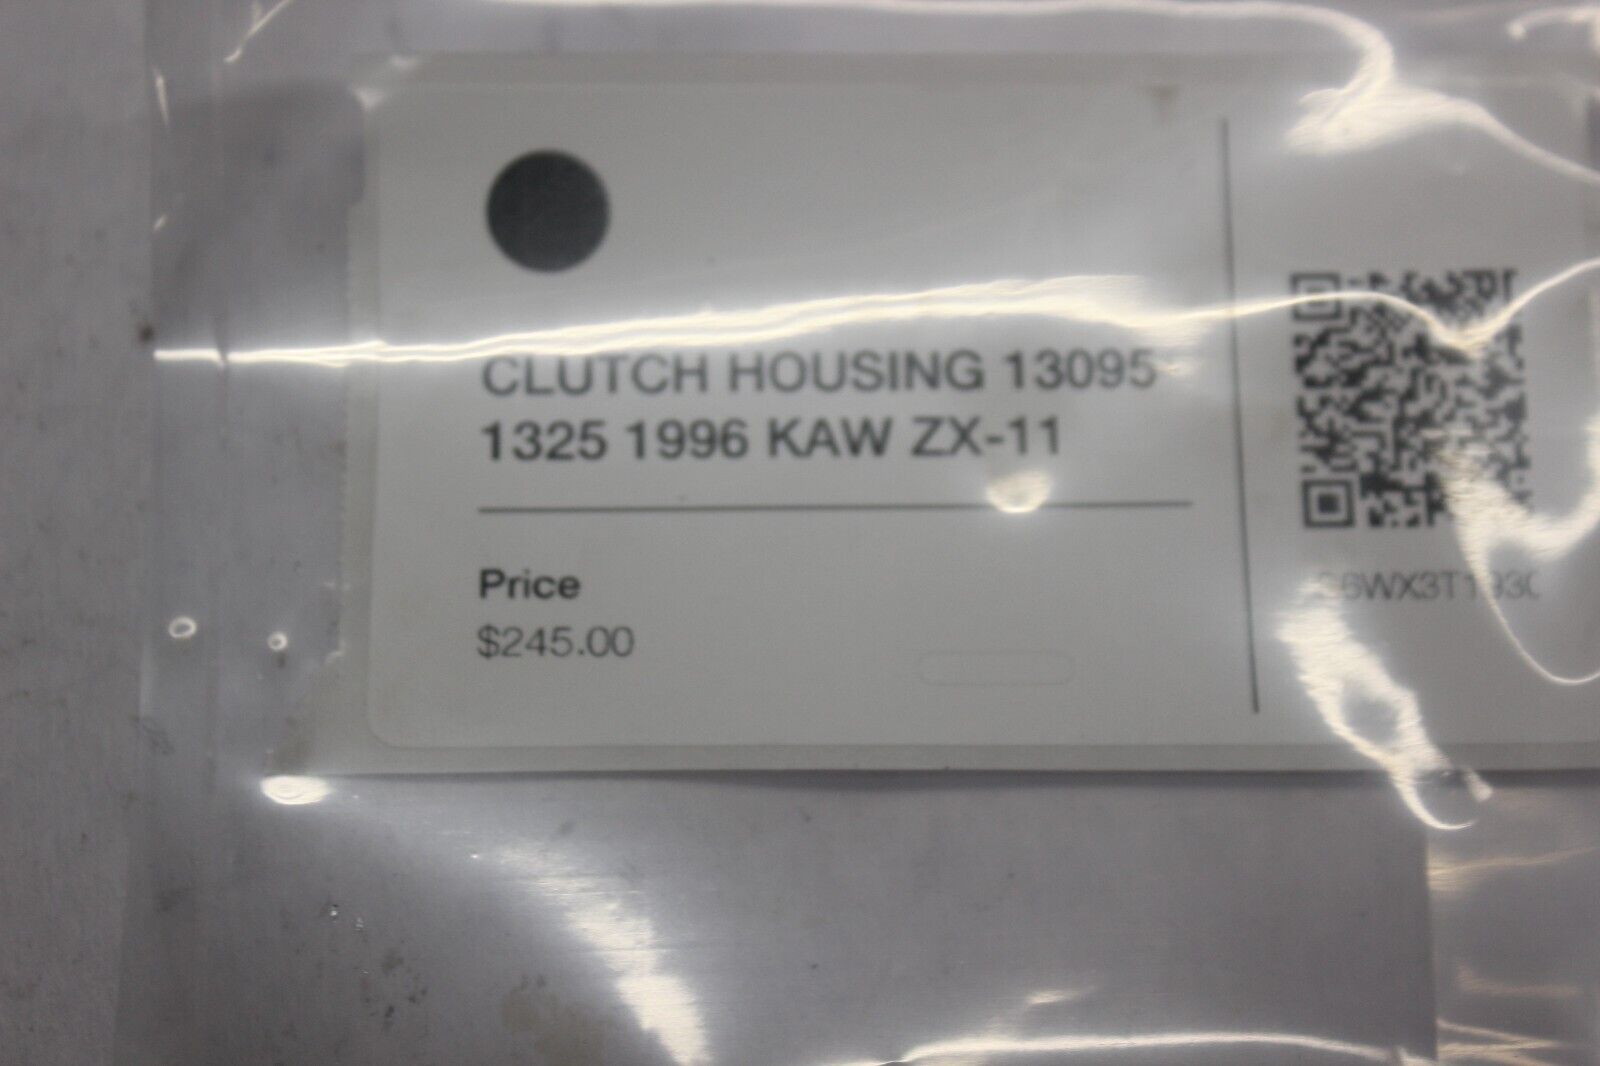 CLUTCH HOUSING 13095-
1325 1996 KAW ZX-11
Price
$245.00